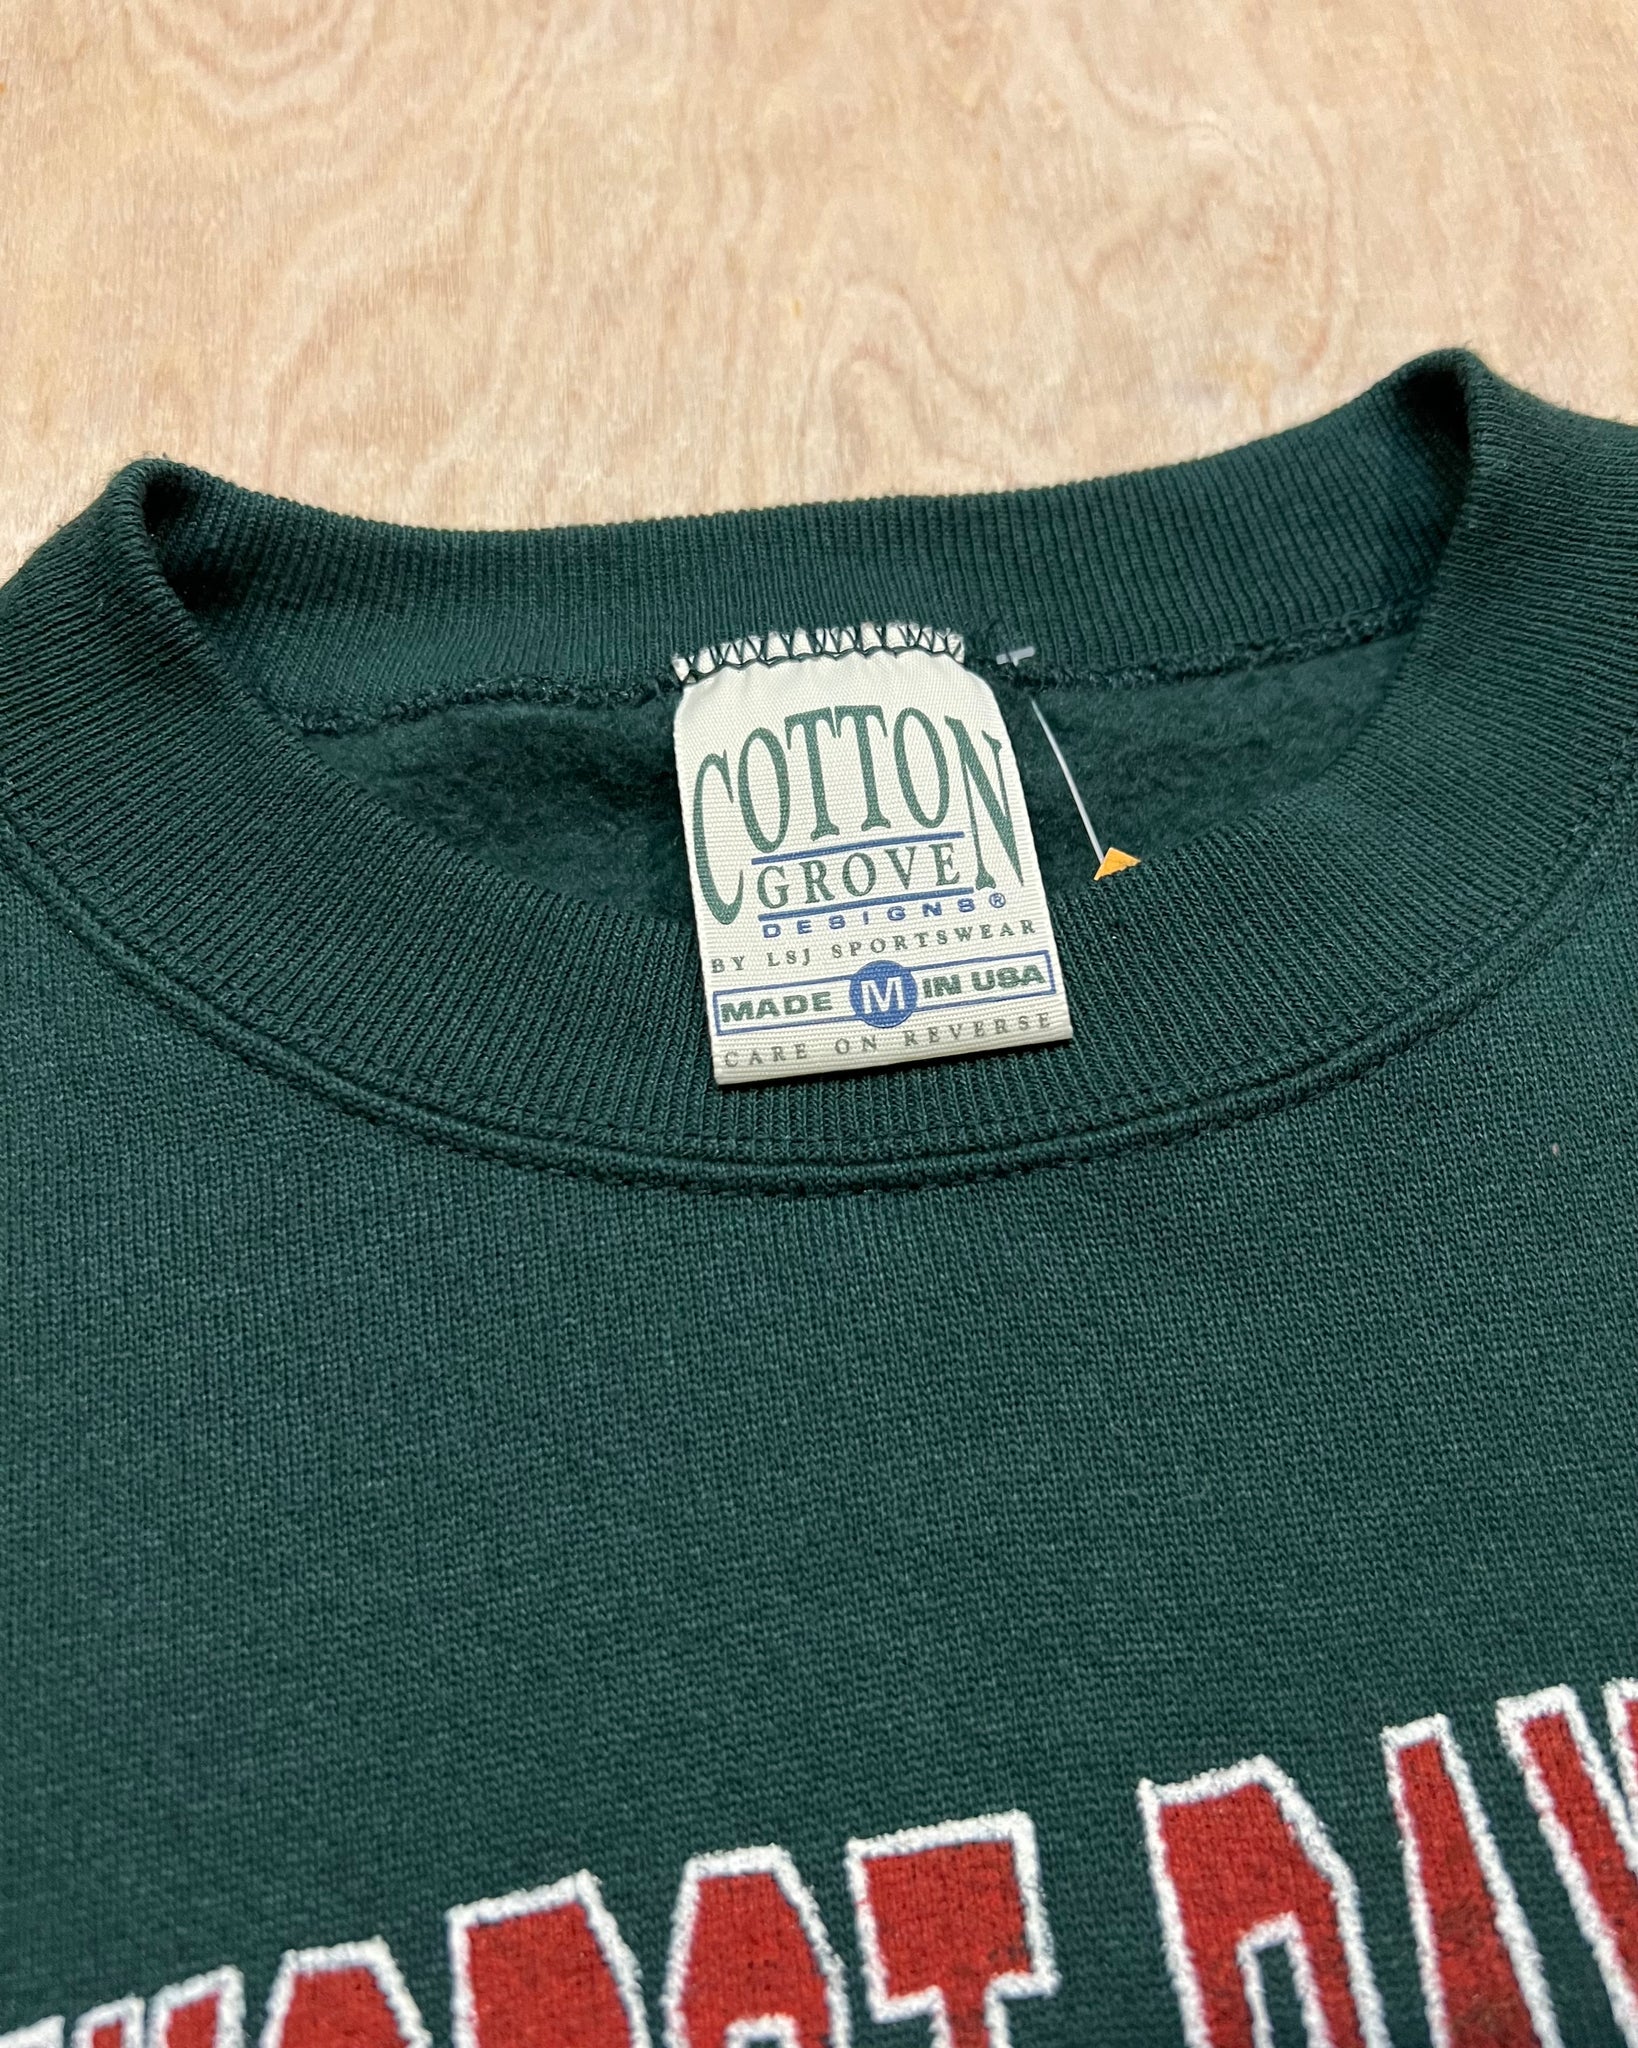 COTTON
GROVE
DESIGNS®
BY LSJ SPORTSWEAR
MADE M IN USA
CARE ON REVERSE